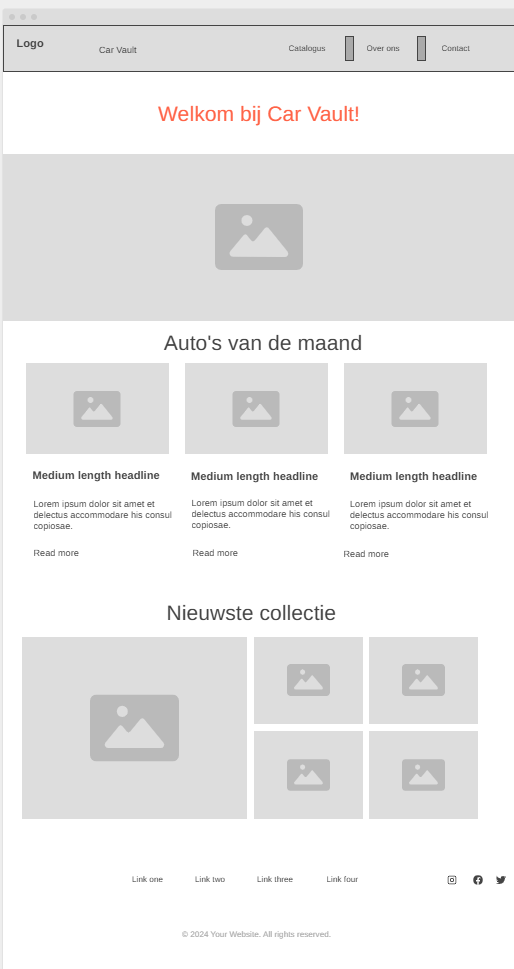 Logo
Car Vault
Catalogus
Over ons
Contact
Welkom bij Car Vault!
Auto's van de maand
Medium length headline
Lorem ipsum dolor sit amet et
delectus accommodare his consul
copiosae.
Read more
Medium length headline
Lorem ipsum dolor sit amet et
delectus accommodare his consul
copiosae.
Read more
Medium length headline
Lorem ipsum dolor sit amet et
delectus accommodare his consul
copiosae.
Read more
Nieuwste collectie
Link one
Link two
Link three
Link four
© 2024 Your Website. All rights reserved.